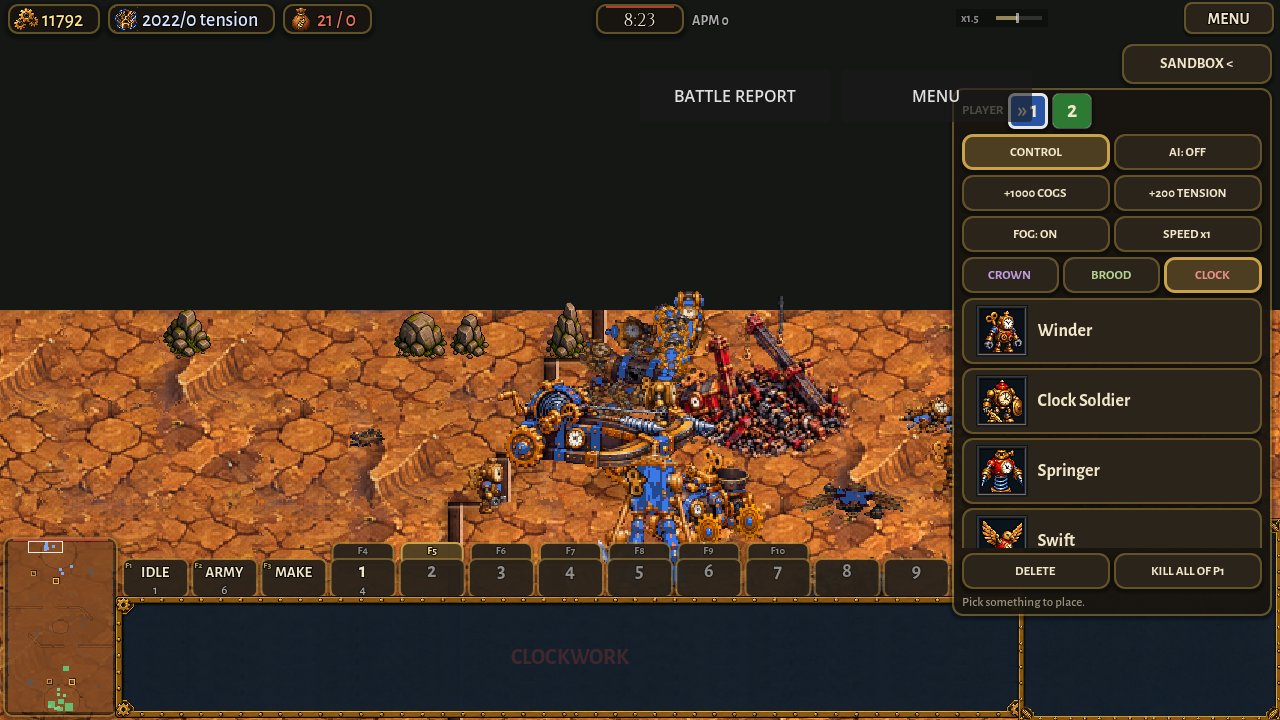 11792
2022/0 tension
21 / 0
8:23
APM 0
x1.5
MENU
SANDBOX <
BATTLE REPORT
MENU
PLAYER
» 1
2
CONTROL
AI: OFF
+1000 COGS
+200 TENSION
FOG: ON
SPEED x1
CROWN
BROOD
CLOCK
Winder
Clock Soldier
Springer
Swift
DELETE
KILL ALL OF P1
Pick something to place.
F1
IDLE
1
F2
ARMY
6
F3
MAKE
F4
1
4
F5
2
F6
3
F7
4
F8
5
F9
6
F10
7
8
9
CLOCKWORK